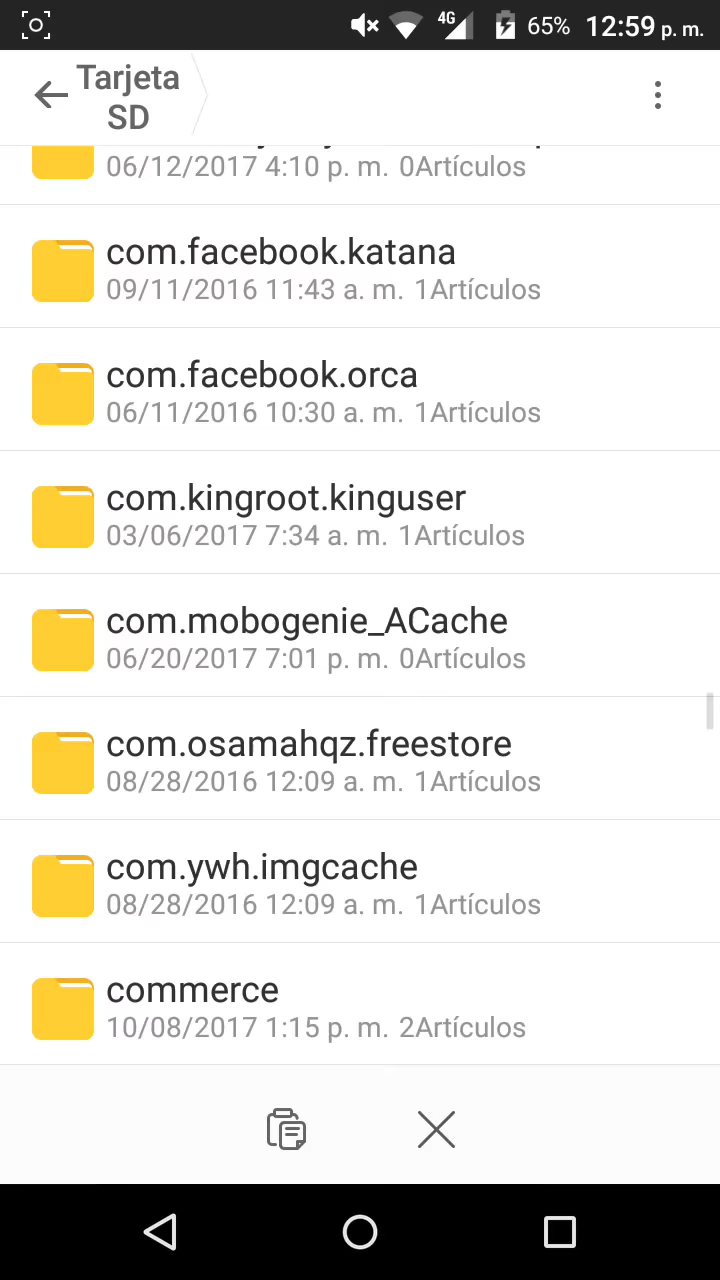 4G 65% 12:59 p. m.
Tarjeta
SD
06/12/2017 4:10 p. m. 0Artículos
com.facebook.katana
09/11/2016 11:43 a. m. 1Artículos
com.facebook.orca
06/11/2016 10:30 a. m. 1Artículos
com.kingroot.kinguser
03/06/2017 7:34 a. m. 1Artículos
com.mobogenie_ACache
06/20/2017 7:01 p. m. 0Artículos
com.osamahqz.freestore
08/28/2016 12:09 a. m. 1Artículos
com.ywh.imgcache
08/28/2016 12:09 a. m. 1Artículos
commerce
10/08/2017 1:15 p. m. 2Artículos